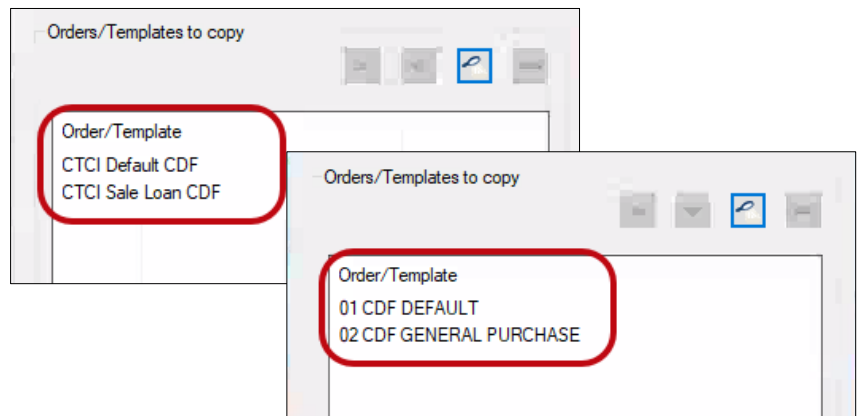 Orders/Templates to copy
Order/Template
CTCI Default CDF
CTCI Sale Loan CDF
Orders/Templates to copy
Order/Template
01 CDF DEFAULT
02 CDF GENERAL PURCHASE